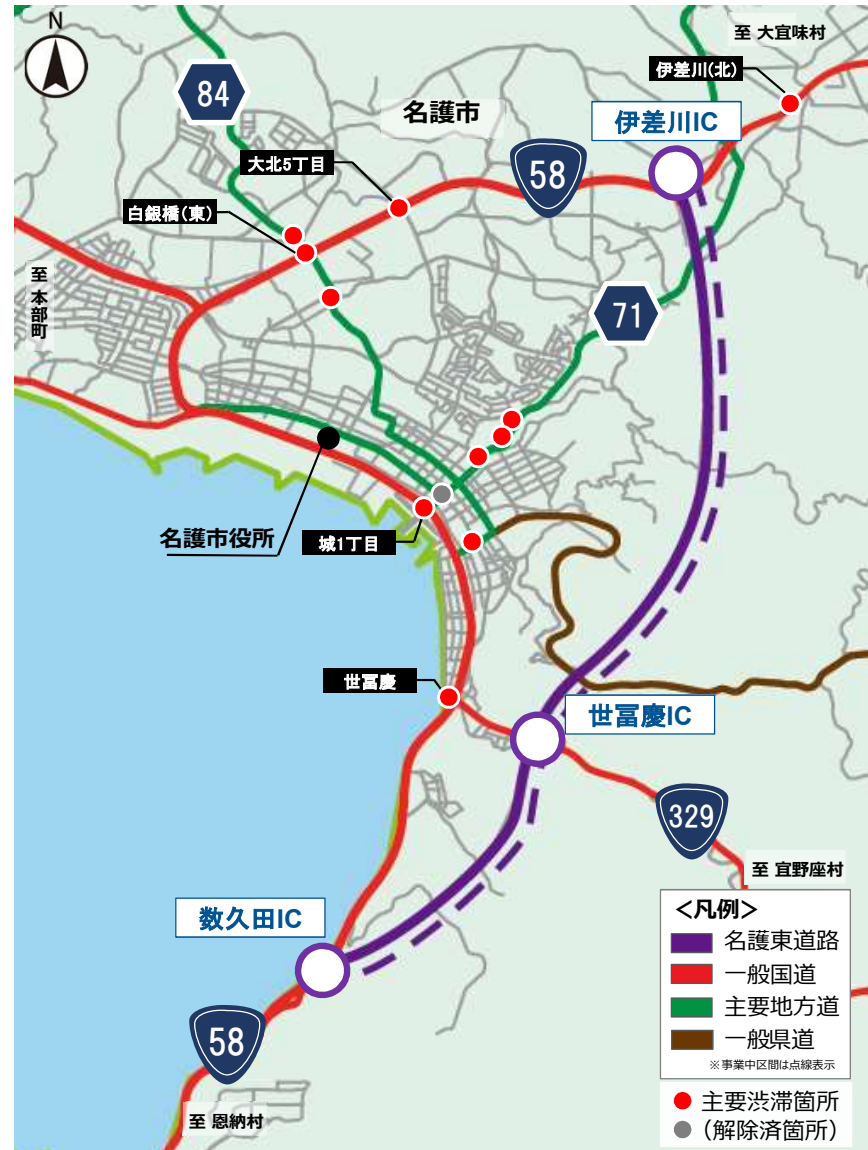 N
至 大宜味村
伊差川(北)
84
名護市
伊差川IC
大北5丁目
58
白銀橋(東)
至 本部町
71
名護市役所
城1丁目
世冨慶
世冨慶IC
329
至 宜野座村
数久田IC
<凡例>
名護東道路
一般国道
主要地方道
一般県道
※事業中区間は点線表示
58
主要渋滞箇所
(解除済箇所)
至 恩納村